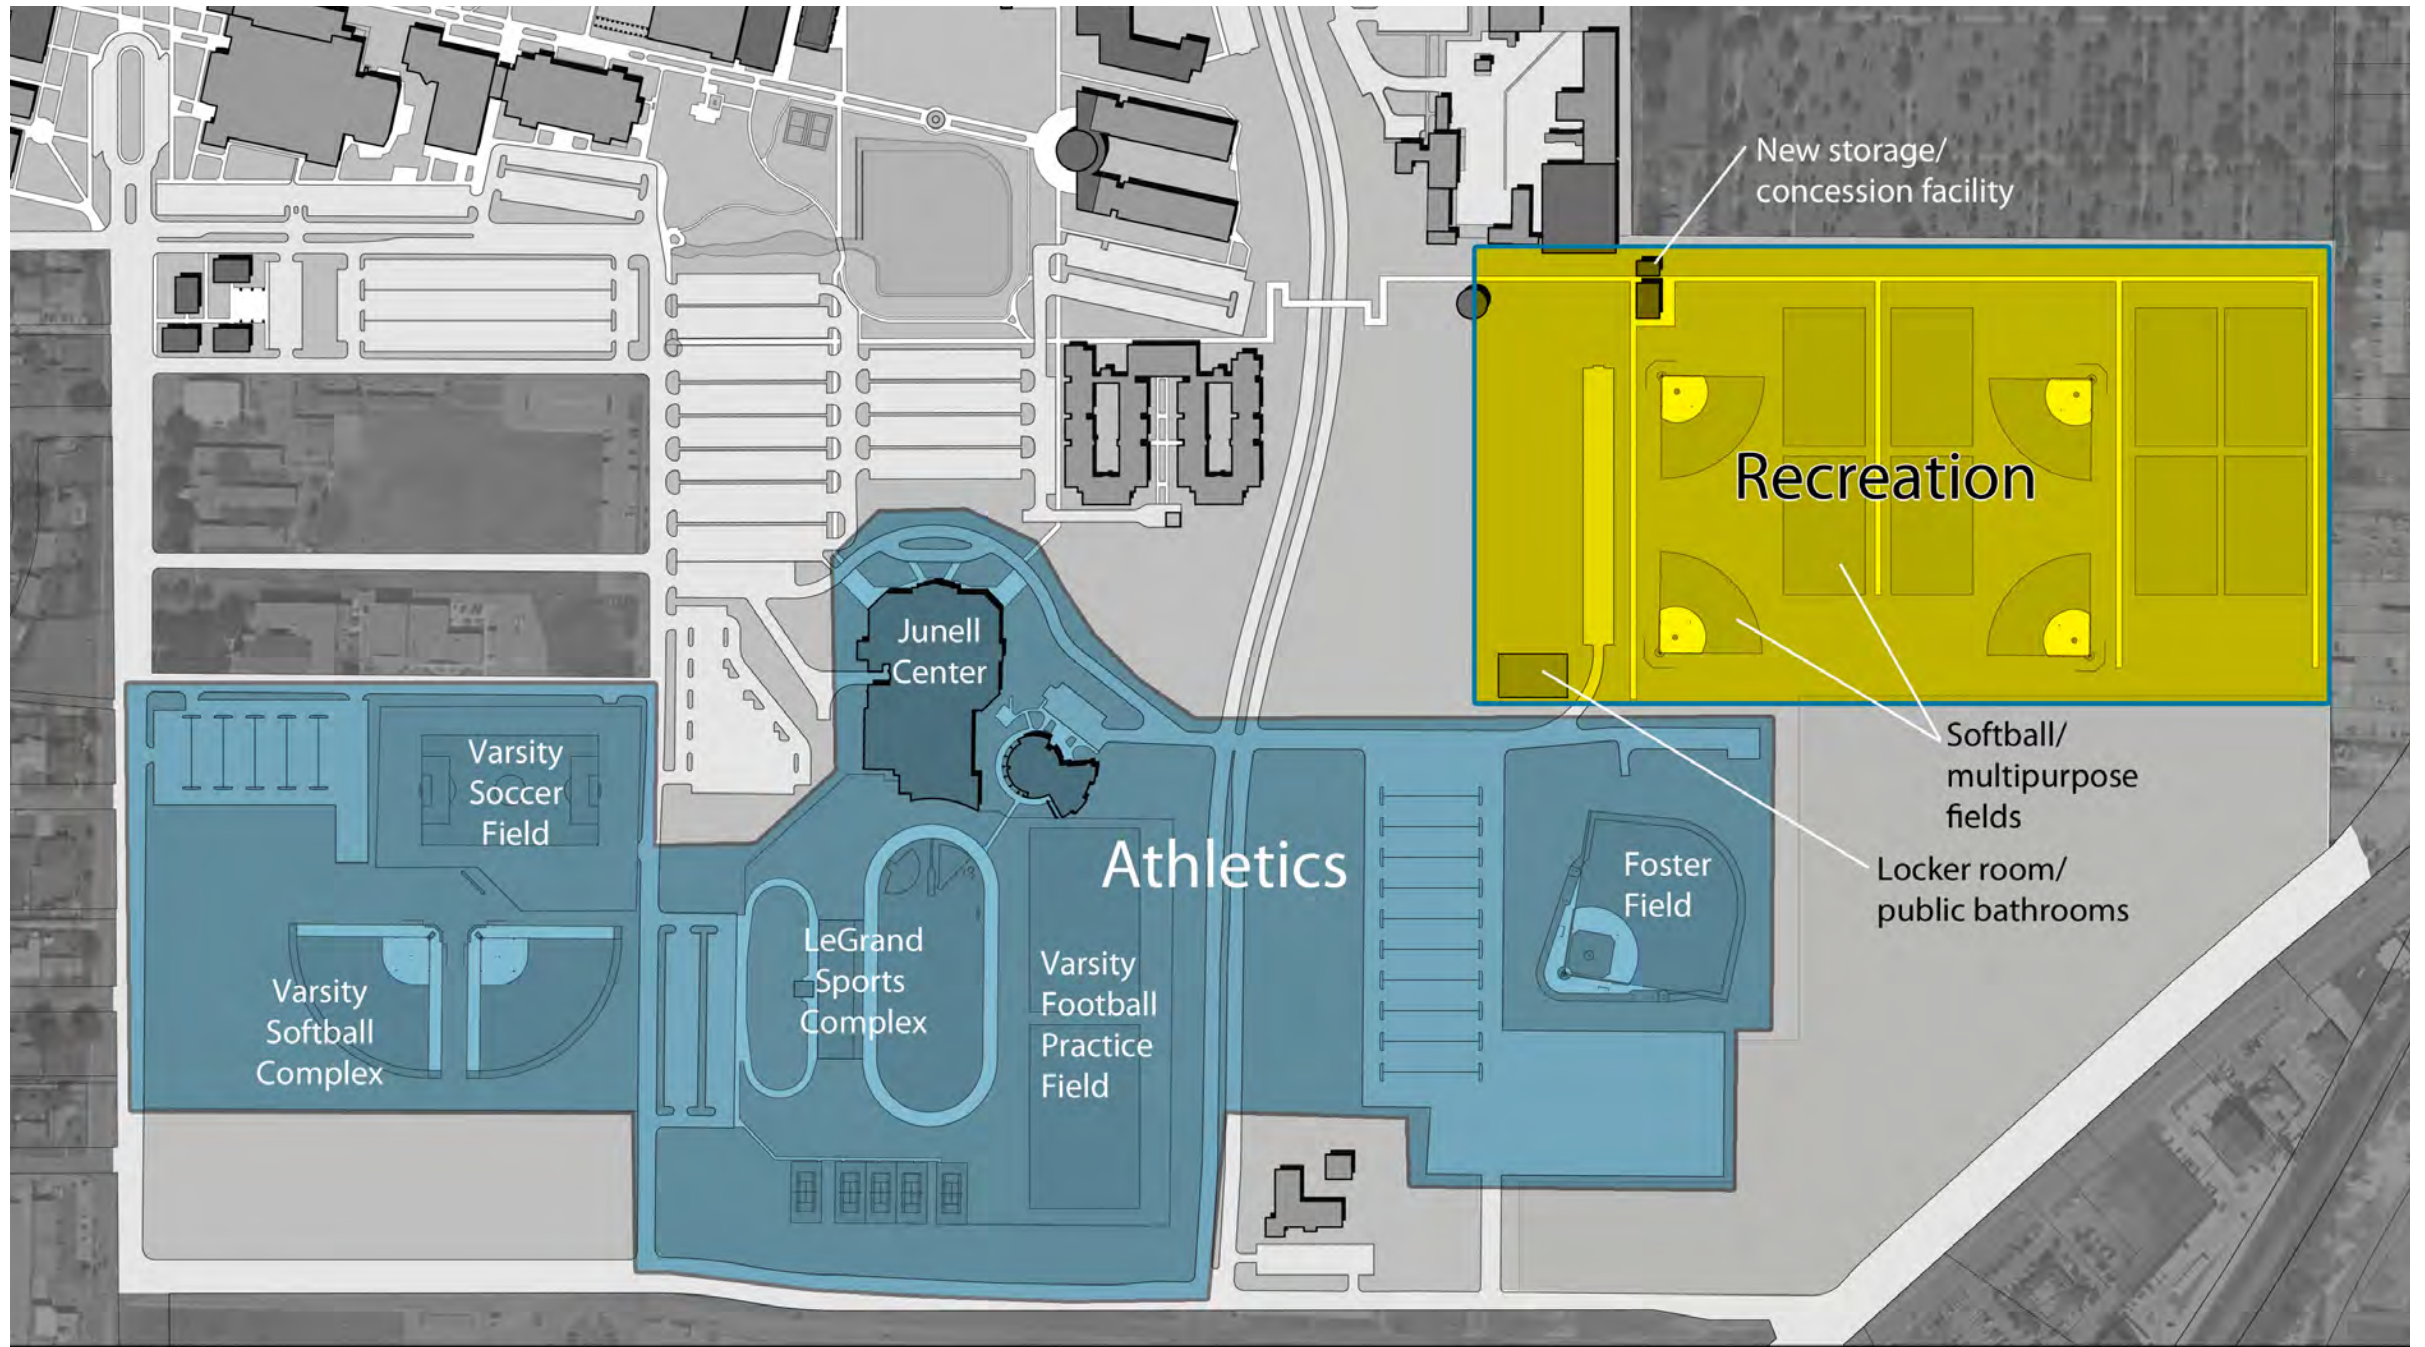 New storage/
concession facility
Recreation
Junell
Center
Varsity
Soccer
Field
Softball/
multipurpose
fields
Athletics
Foster
Field
Locker room/
public bathrooms
LeGrand
Sports
Complex
Varsity
Football
Practice
Field
Varsity
Softball
Complex